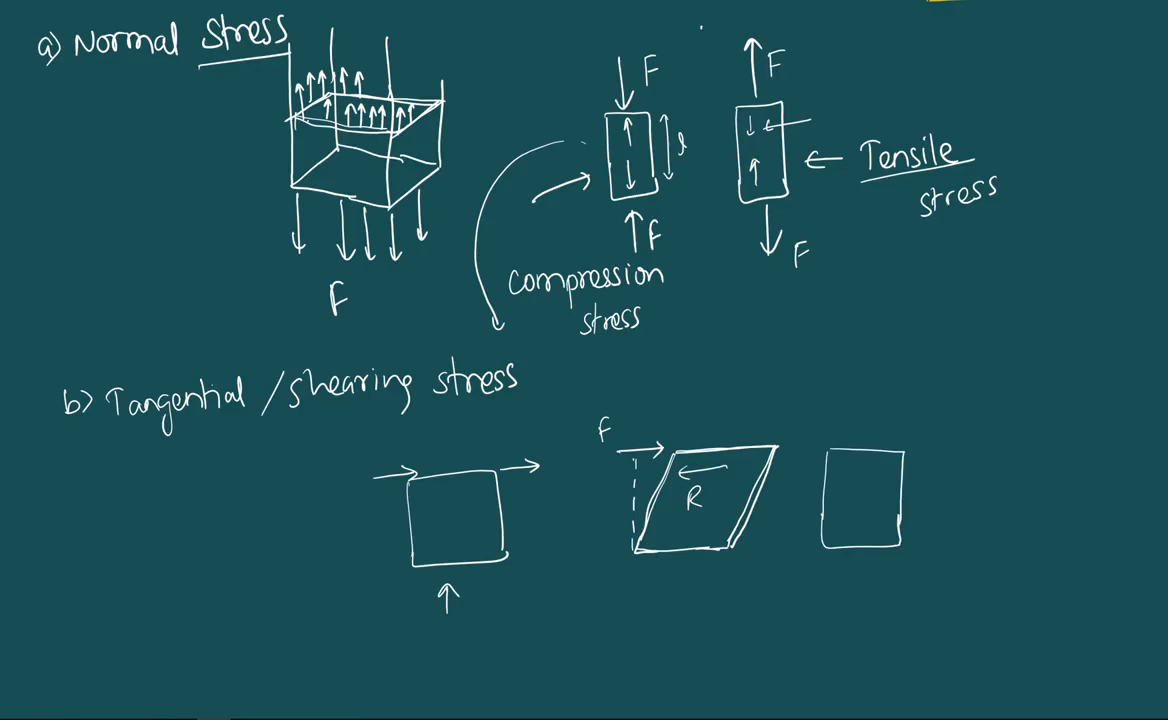 a) Normal Stress
F
F
l
F
Compression
stress
F
← Tensile
stress
F
b) Tangential / Shearing stress
F
R